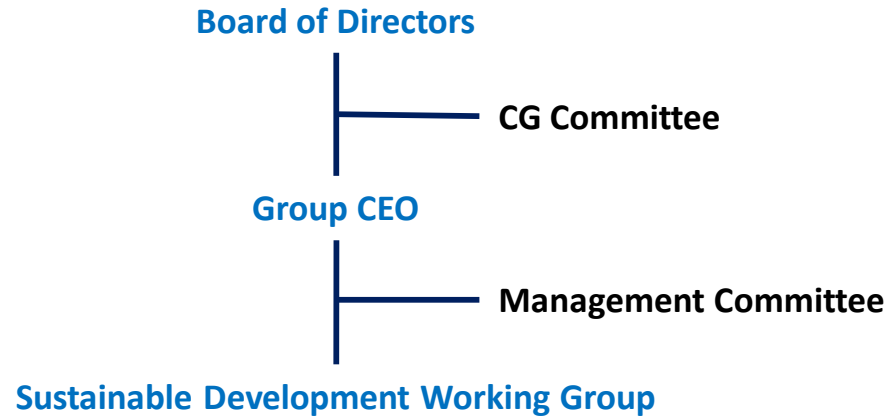 Board of Directors
CG Committee
Group CEO
Management Committee
Sustainable Development Working Group